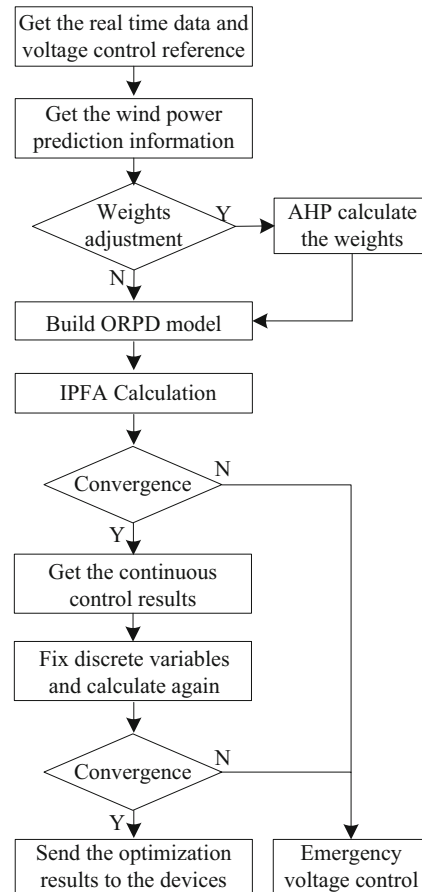 Get the real time data and
voltage control reference
Get the wind power
prediction information
Weights
adjustment
Y
AHP calculate
the weights
N
Build ORPD model
IPFA Calculation
Convergence
N
Y
Get the continuous
control results
Fix discrete variables
and calculate again
Convergence
N
Y
Send the optimization
results to the devices
Emergency
voltage control